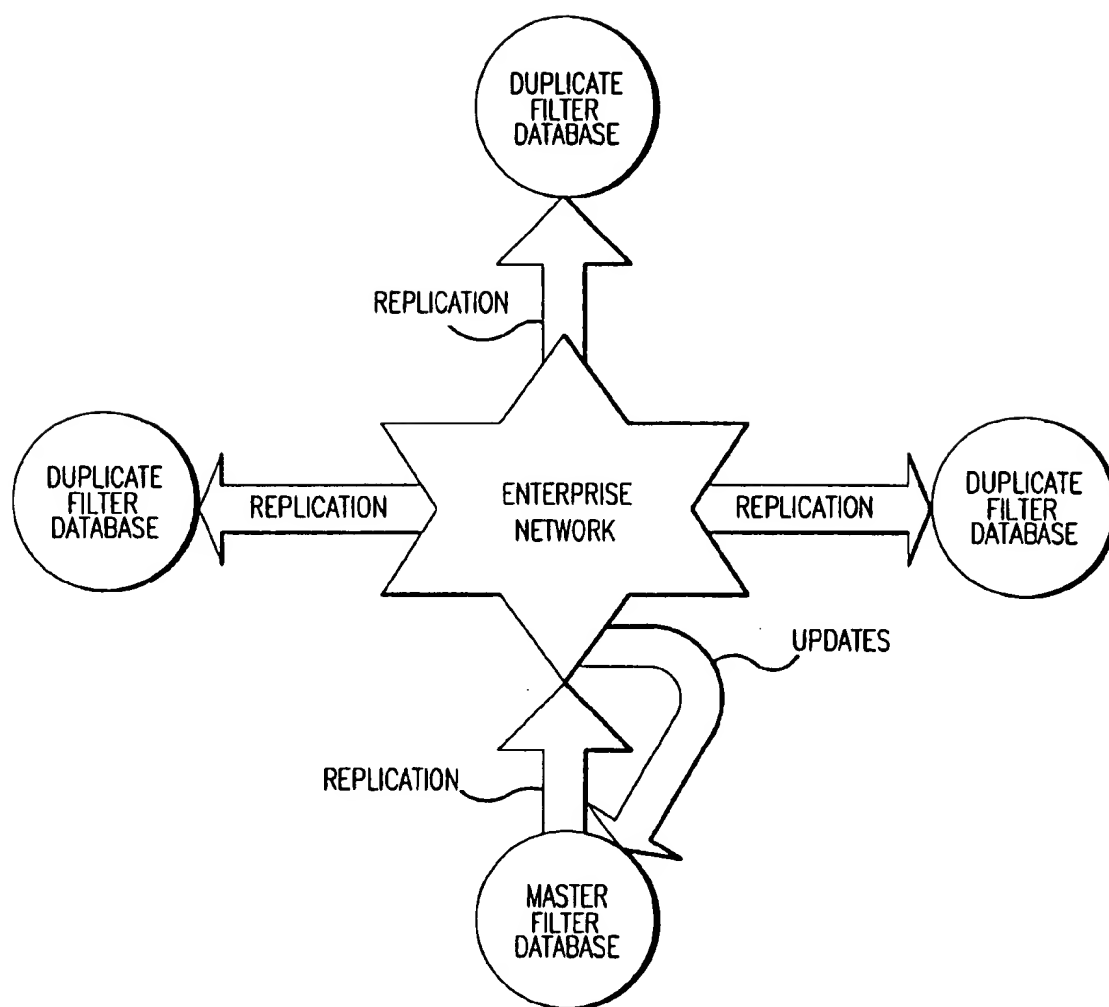 DUPLICATE
FILTER
DATABASE
REPLICATION
DUPLICATE
FILTER
DATABASE
REPLICATION
ENTERPRISE
NETWORK
REPLICATION
DUPLICATE
FILTER
DATABASE
UPDATES
REPLICATION
MASTER
FILTER
DATABASE